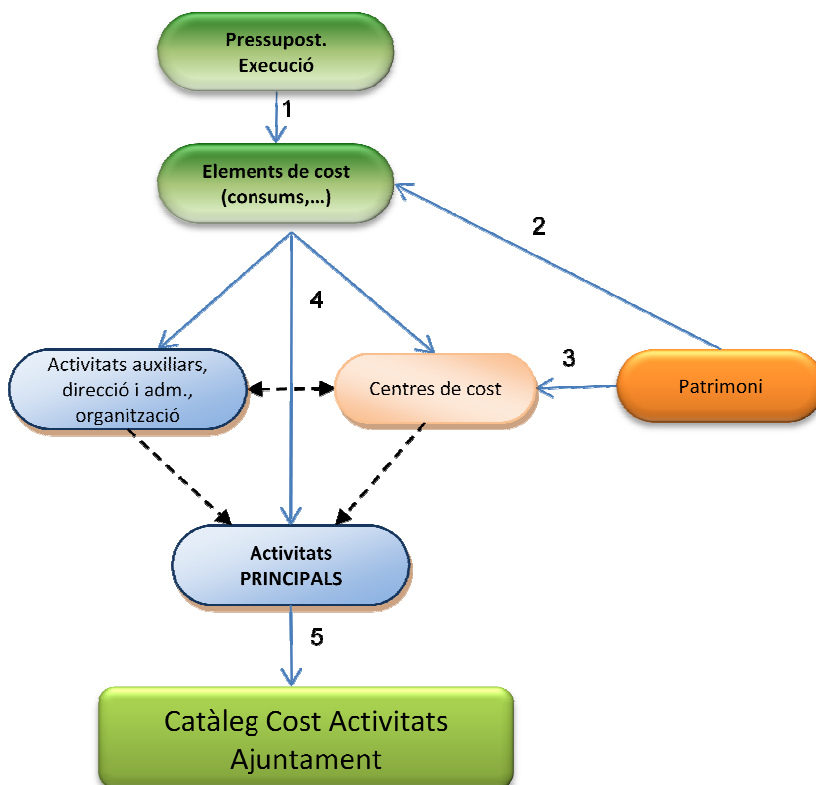 Pressupost.
Execució
1
Elements de cost
(consums,...)
2
4
Activitats auxiliars,
direcció i adm.,
organització
Centres de cost
3
Patrimoni
Activitats
PRINCIPALS
5
Catàleg Cost Activitats
Ajuntament